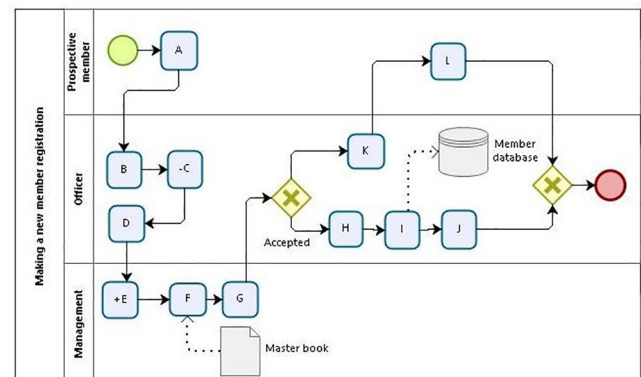 Making a new member registration
Prospective
member
A
L
Officer
B
-C
K
Member
database
D
Accepted
H
I
J
Management
+E
F
G
Master book